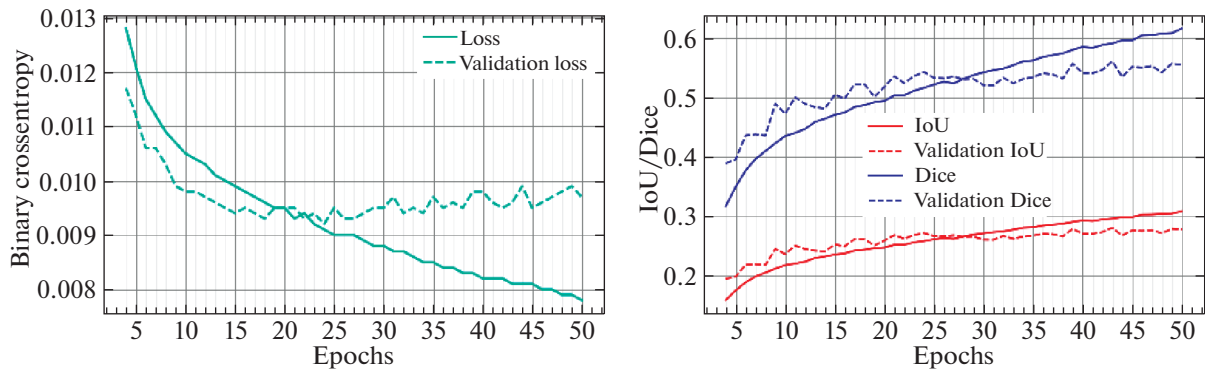 Binary crossentropy
0.013
0.012
0.011
0.010
0.009
0.008
Loss
Validation loss
5 10 15 20 25 30 35 40 45 50
Epochs
IoU/Dice
0.6
0.5
0.4
0.3
0.2
IoU
Validation IoU
Dice
Validation Dice
5 10 15 20 25 30 35 40 45 50
Epochs